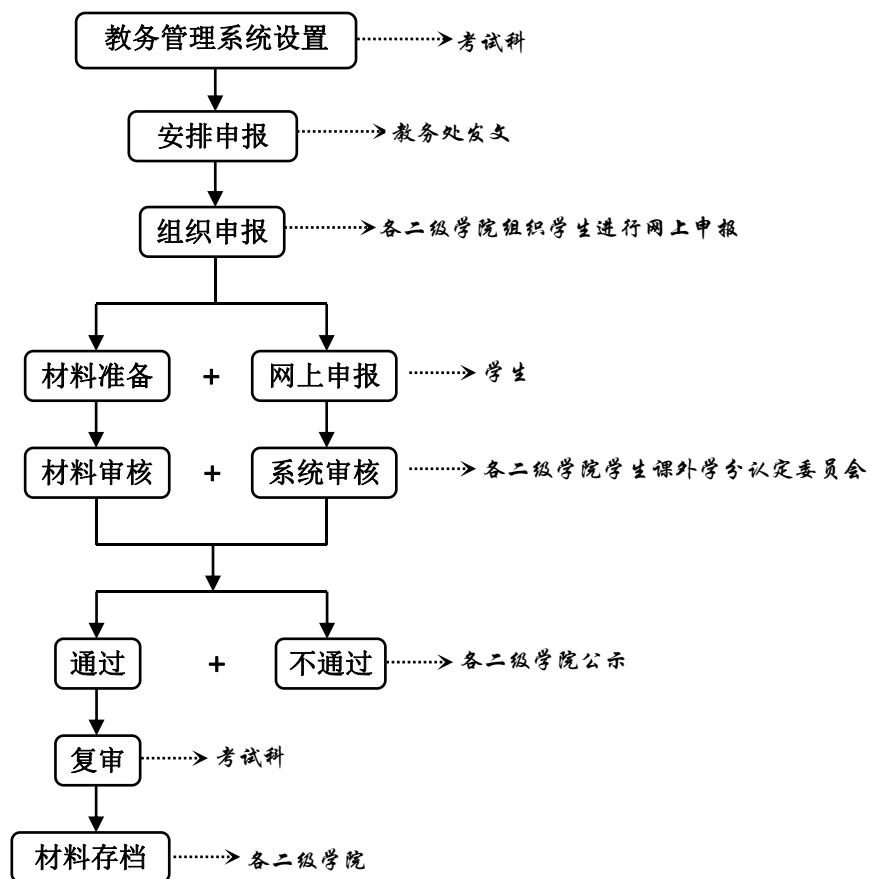 教务管理系统设置 考试科
安排申报 教务处发文
组织申报 各二级学院组织学生进行网上申报
材料准备 + 网上申报 学生
材料审核 + 系统审核 各二级学院学生课外学分认定委员会
通过 + 不通过 各二级学院公示
复审 考试科
材料存档 各二级学院